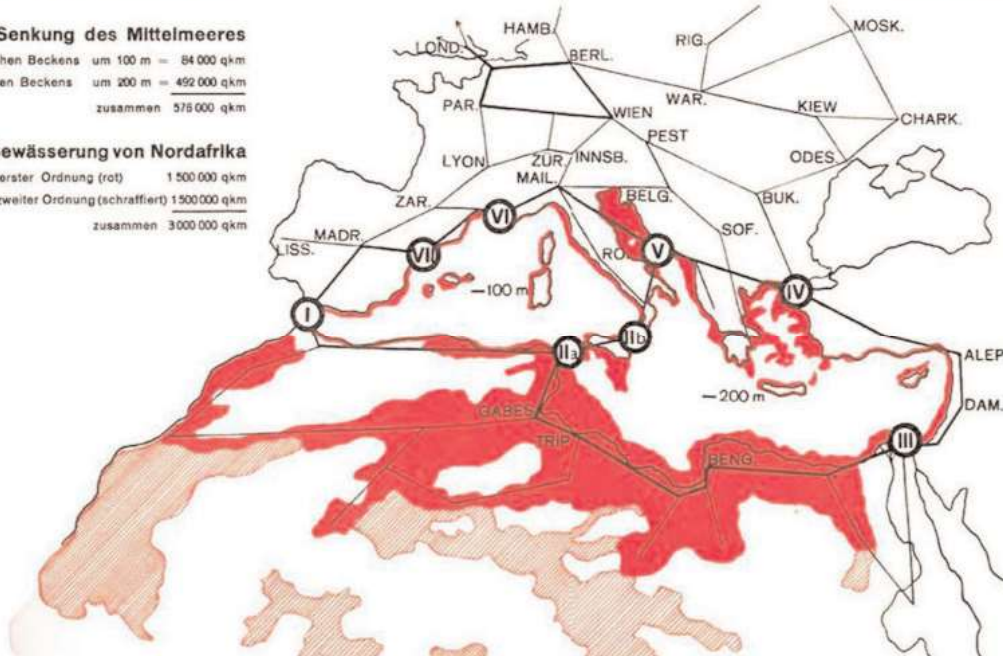 Senkung des Mittelmeeres
hen Beckens um 100 m = 84 000 qkm
en Beckens um 200 m = 492 000 qkm
zusammen 576 000 qkm
ewässerung von Nordafrika
erster Ordnung (rot) 1 500 000 qkm
zweiter Ordnung (schraffiert) 1 500 000 qkm
zusammen 3 000 000 qkm
HAMB.
MOSK.
RIG.
LOND.
BERL.
WAR.
PAR.
KIEW
WIEN
CHARK.
PEST
LYON
ZÜR.
INNSB.
ODES.
MAIL.
ZAR.
BELG.
BUK.
VI
MADR.
SOF.
LISS.
VII
RO.
V
–100 m
IV
I
IIb
IIa
ALEP
–200 m
DAM.
GABES
TRIP.
III
BENG.